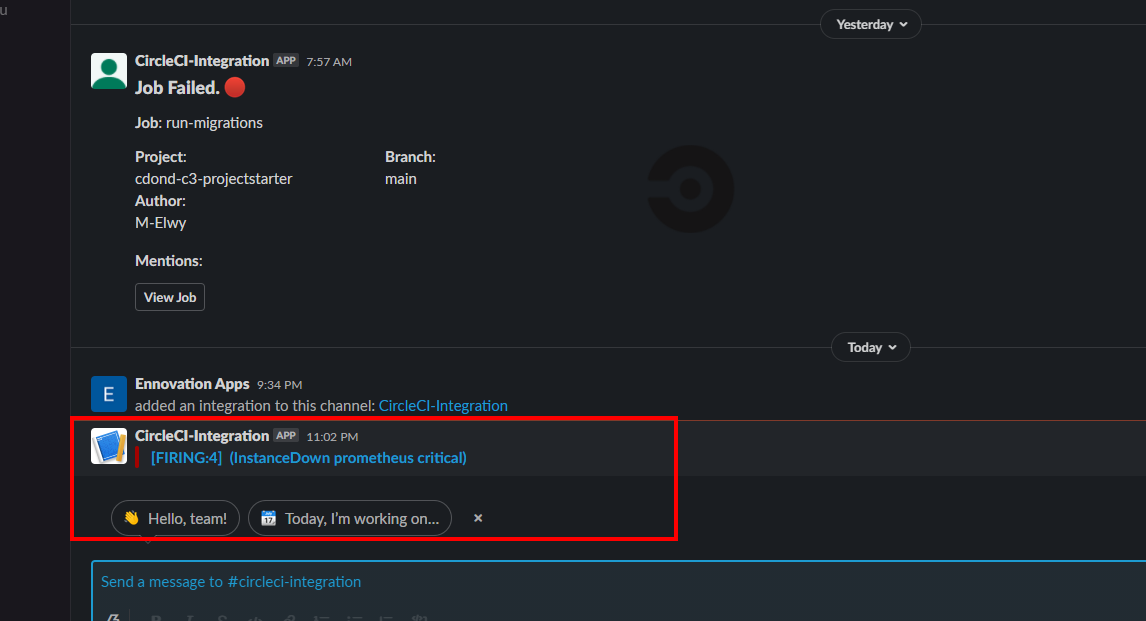 u
Yesterday
CircleCI-Integration APP 7:57 AM
Job Failed.
Job: run-migrations
Project: Branch:
cdond-c3-projectstarter main
Author:
M-Elwy
Mentions:
View Job
Today
E
Ennovation Apps 9:34 PM
added an integration to this channel: CircleCI-Integration
CircleCI-Integration APP 11:02 PM
[FIRING:4] (InstanceDown prometheus critical)
Hello, team! 17 Today, I'm working on... ×
Send a message to #circleci-integration